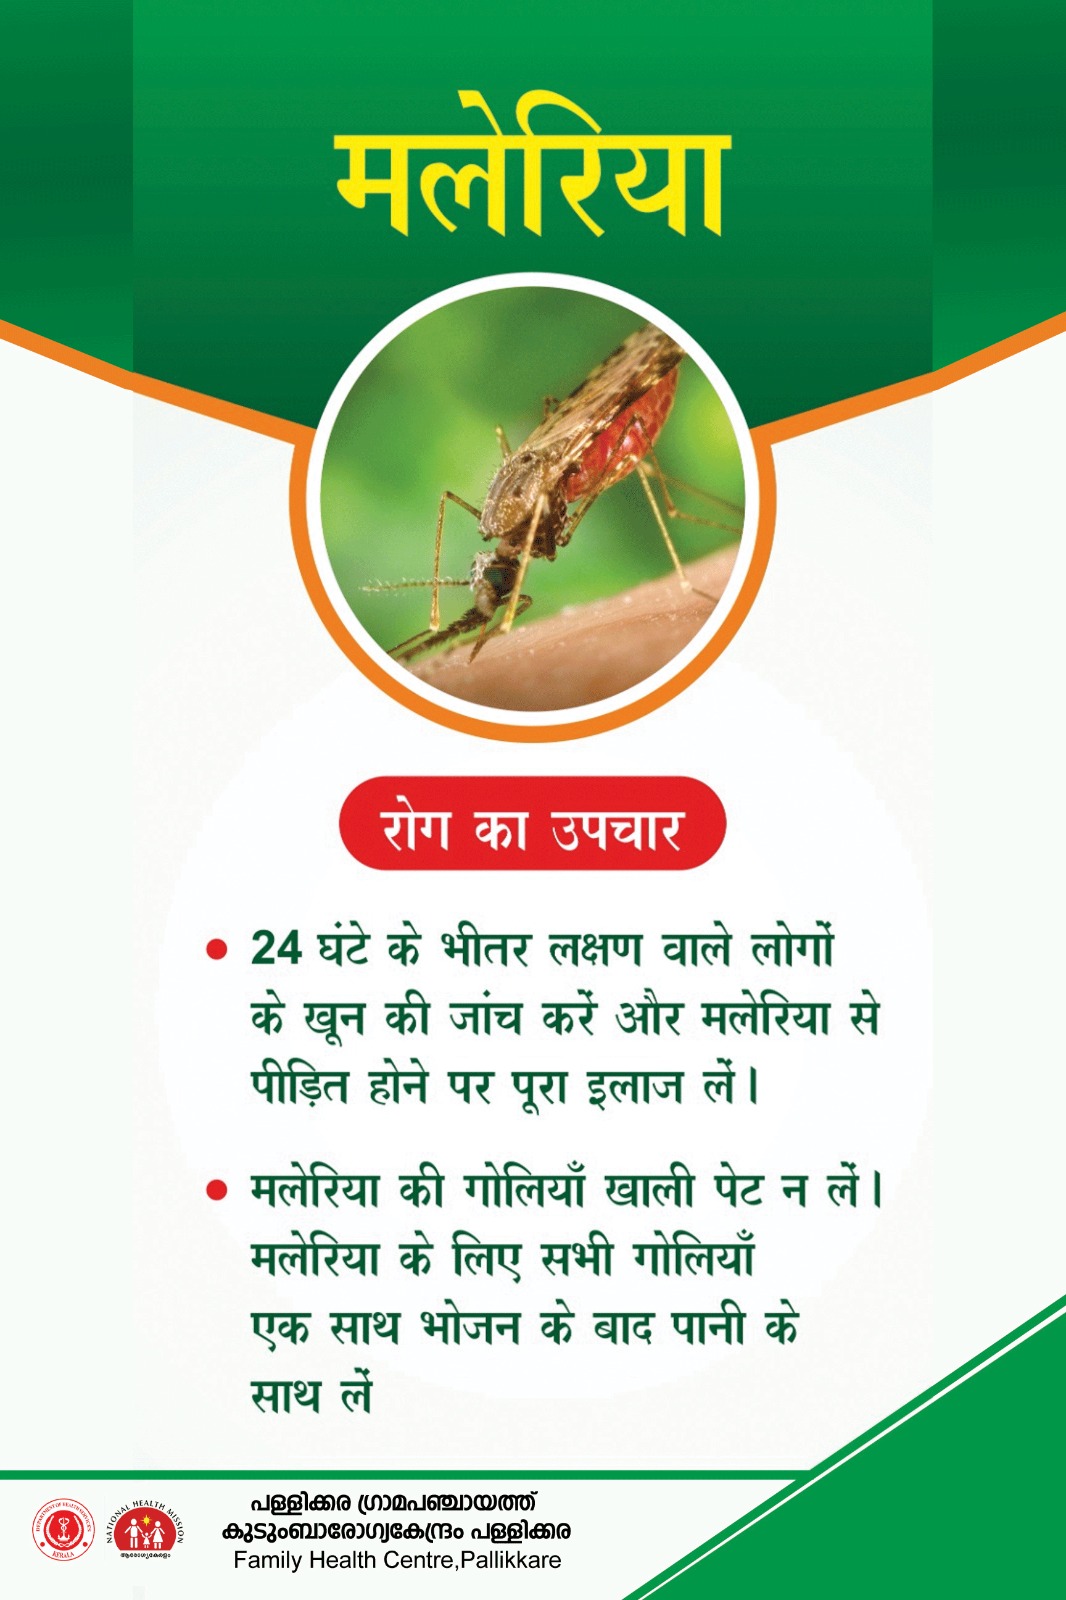 मलेरिया
रोग का उपचार
• 24 घंटे के भीतर लक्षण वाले लोगों
के खून की जांच करें और मलेरिया से
पीड़ित होने पर पूरा इलाज लें।
• मलेरिया की गोलियाँ खाली पेट न लें।
मलेरिया के लिए सभी गोलियाँ
एक साथ भोजन के बाद पानी के
साथ लें
DEPARTMENT OF HEALTH SERVICES
KERALA
NATIONAL HEALTH MISSION
ആരോഗ്യകേരളം
പള്ളിക്കര ഗ്രാമപഞ്ചായത്ത്
കുടുംബാരോഗ്യകേന്ദ്രം പള്ളിക്കര
Family Health Centre,Pallikkare